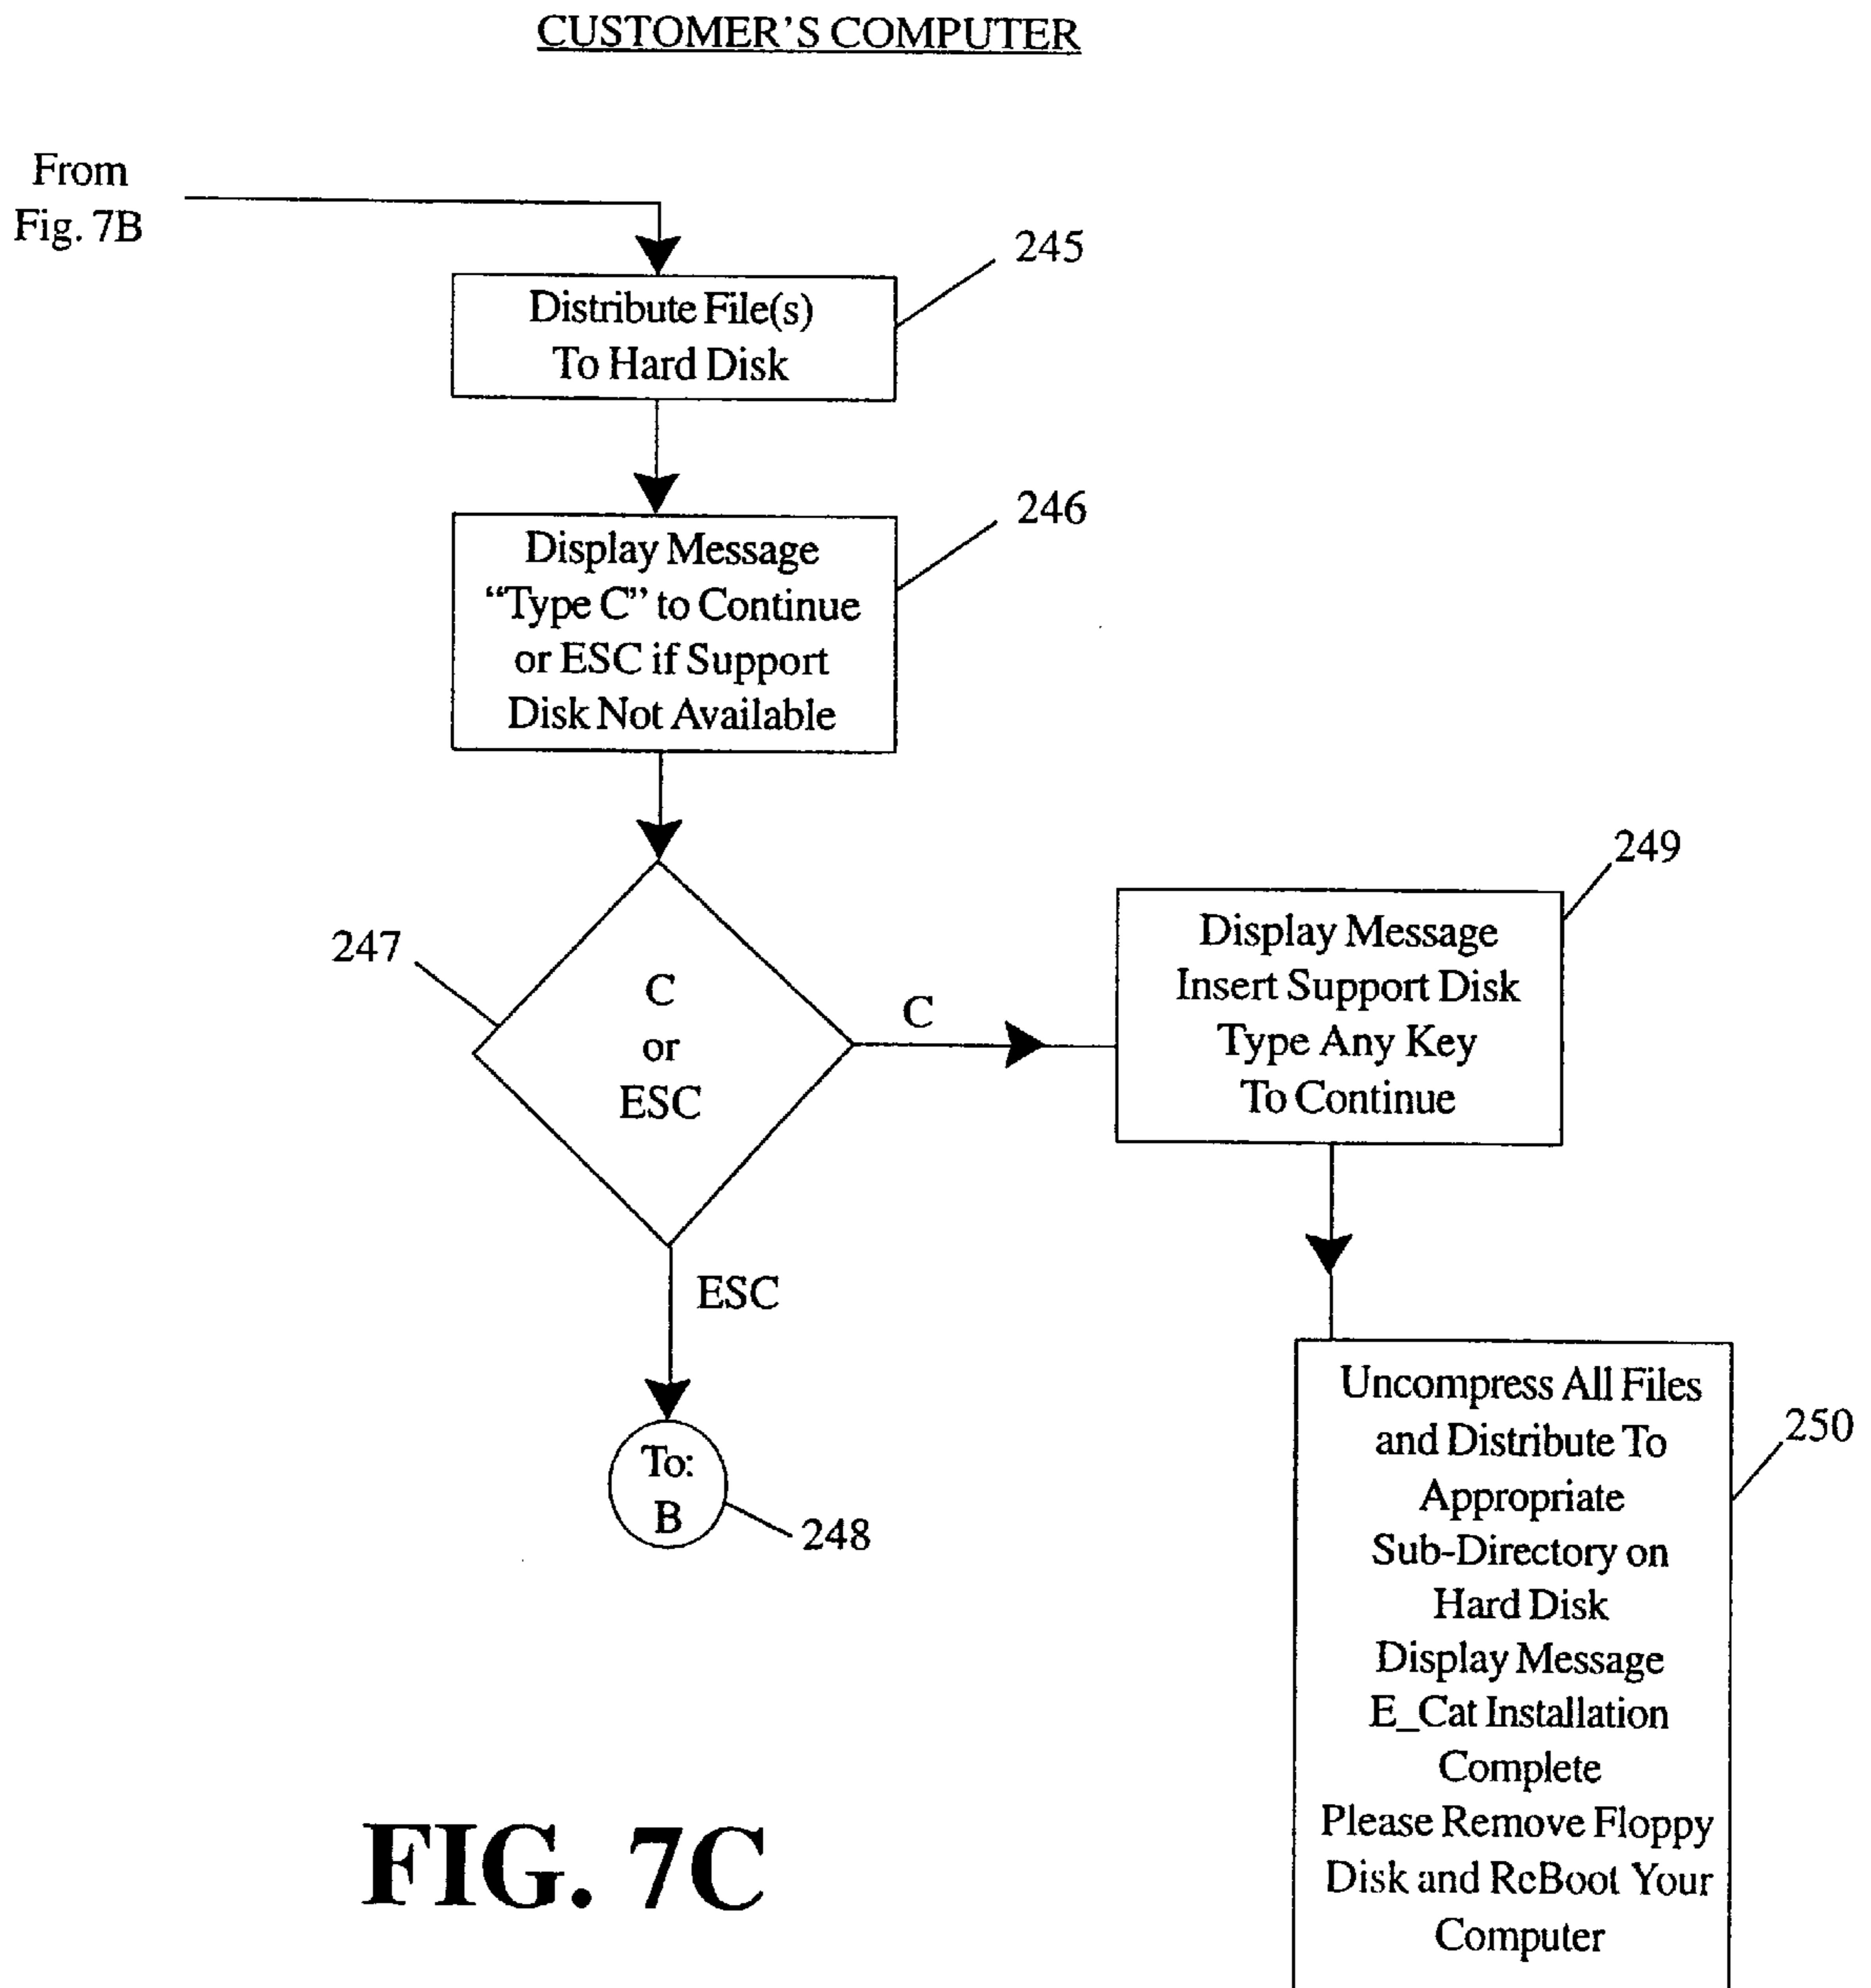 CUSTOMER'S COMPUTER
From
Fig. 7B
245
Distribute File(s)
To Hard Disk
246
Display Message
“Type C” to Continue
or ESC if Support
Disk Not Available
247
C
or
ESC
C
249
Display Message
Insert Support Disk
Type Any Key
To Continue
ESC
To:
B
248
250
Uncompress All Files
and Distribute To
Appropriate
Sub-Directory on
Hard Disk
Display Message
E_Cat Installation
Complete
Please Remove Floppy
Disk and ReBoot Your
Computer
FIG. 7C